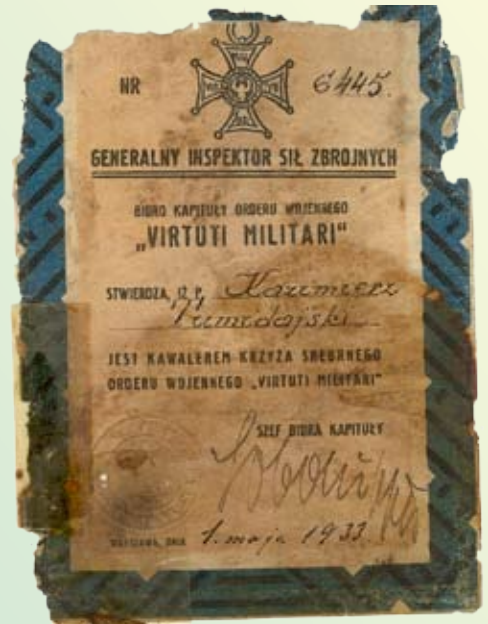 NR 6445.
GENERALNY INSPEKTOR SIŁ ZBROJNYCH
BIURO KAPITUŁY ORDERU WOJENNEGO
„VIRTUTI MILITARI"
STWIERDZA, IŻ P. Kazimierz
Tumidajski
JEST KAWALEREM KRZYŻA SREBRNEGO
ORDERU WOJENNEGO „VIRTUTI MILITARI"
SZEF BIURA KAPITUŁY
WARSZAWA, DNIA 1. maja 1933.